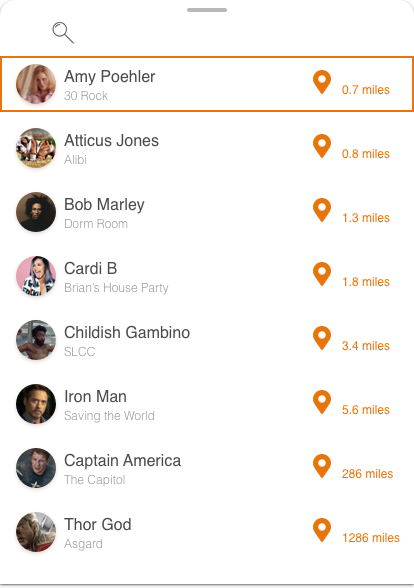 Amy Poehler
30 Rock
0.7 miles
Atticus Jones
Alibi
0.8 miles
Bob Marley
Dorm Room
1.3 miles
Cardi B
Brian's House Party
1.8 miles
Childish Gambino
SLCC
3.4 miles
Iron Man
Saving the World
5.6 miles
Captain America
The Capitol
286 miles
Thor God
Asgard
1286 miles